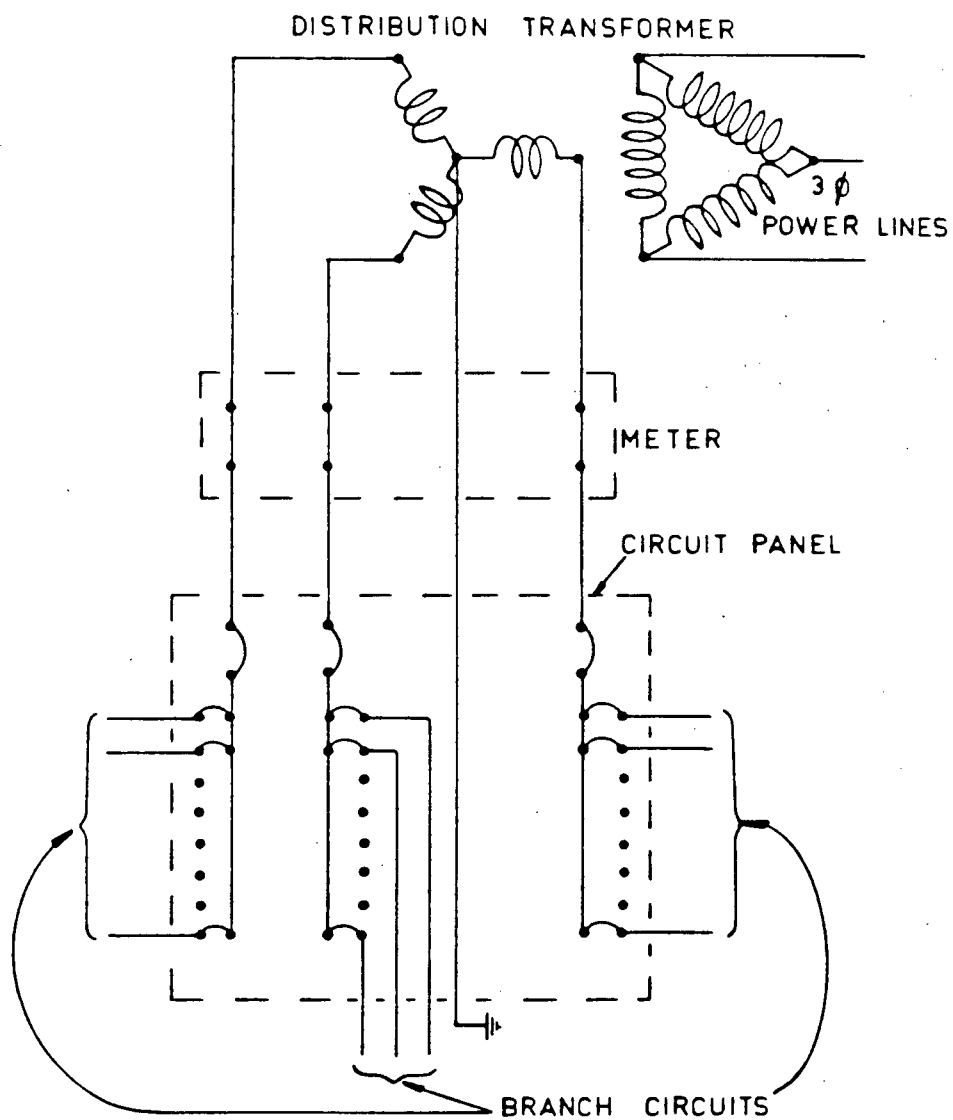 DISTRIBUTION TRANSFORMER
3 ϕ
POWER LINES
METER
CIRCUIT PANEL
BRANCH CIRCUITS